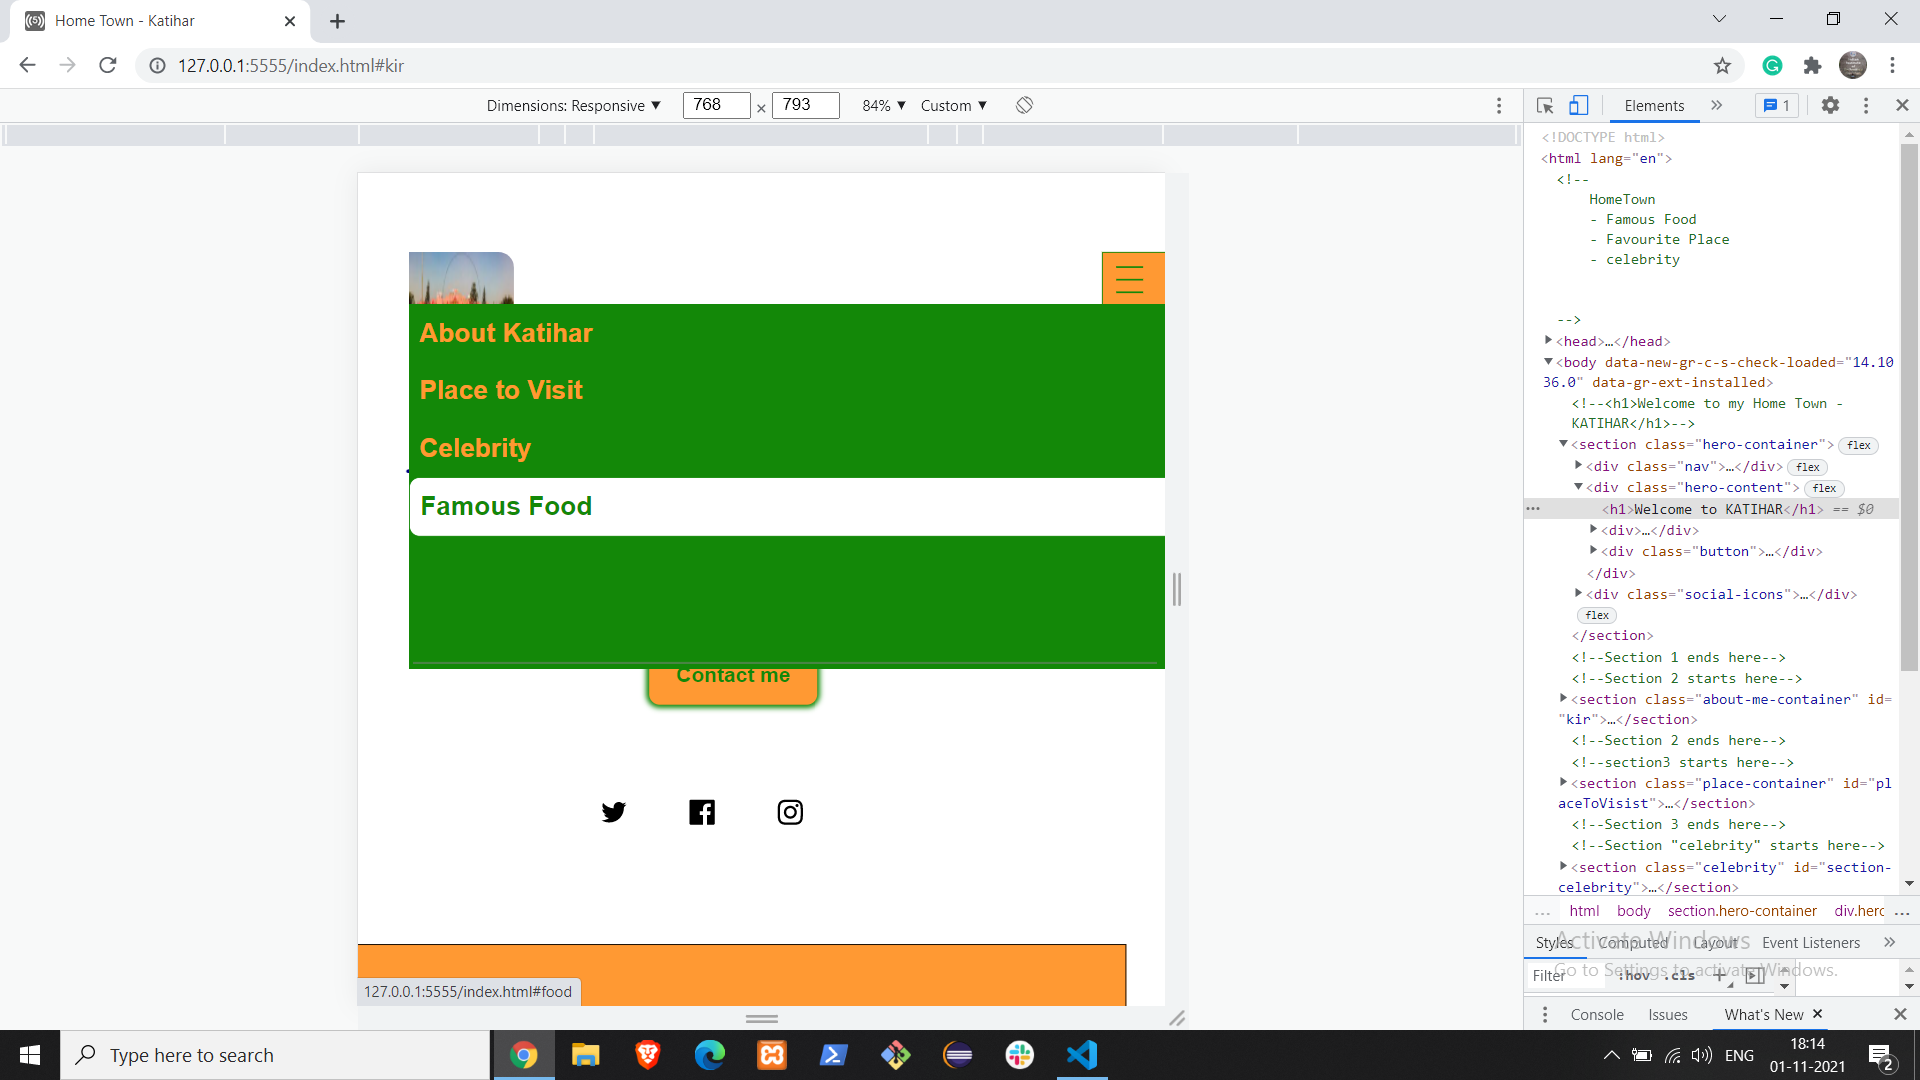 Home Town - Katihar
127.0.0.1:5555/index.html#kir
Dimensions: Responsive ▼ 768 × 793 84% ▼ Custom ▼
Elements » 1
About Katihar
Place to Visit
Celebrity
Famous Food
Contact me
127.0.0.1:5555/index.html#food
<!DOCTYPE html>
<html lang="en">
<!--
HomeTown
- Famous Food
- Favourite Place
- celebrity
-->
<head>…</head>
<body data-new-gr-c-s-check-loaded="14.10
36.0" data-gr-ext-installed>
<!--<h1>Welcome to my Home Town -
KATIHAR</h1>-->
<section class="hero-container"> flex
<div class="nav">…</div> flex
<div class="hero-content"> flex
<h1>Welcome to KATIHAR</h1> == $0
<div>…</div>
<div class="button">…</div>
</div>
<div class="social-icons">…</div>
flex
</section>
<!--Section 1 ends here-->
<!--Section 2 starts here-->
<section class="about-me-container" id=
"kir">…</section>
<!--Section 2 ends here-->
<!--section3 starts here-->
<section class="place-container" id="pl
aceToVisist">…</section>
<!--Section 3 ends here-->
<!--Section "celebrity" starts here-->
<section class="celebrity" id="section-
celebrity">…</section>
... html body section.hero-container div.herc ...
Styles Computed Layout Event Listeners »
Filter :hov .cls +
Activate Windows
Go to Settings to activate Windows.
Console Issues What's New
Type here to search
ENG
18:14
01-11-2021
2